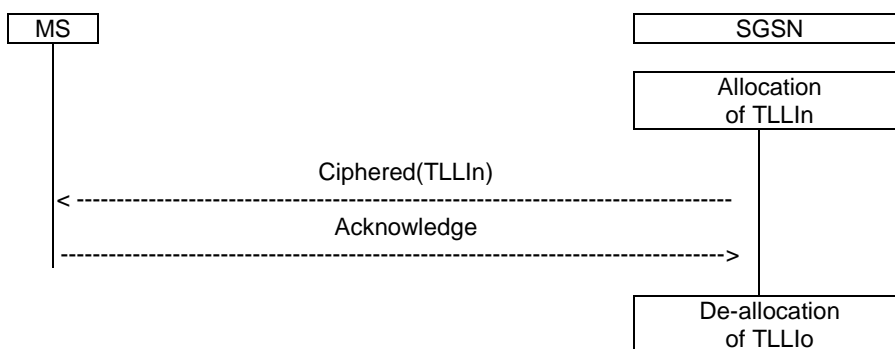 MS
SGSN
Allocation
of TLLIn
Ciphered(TLLIn)
< ----------------------------------------------------------------------------------
Acknowledge
----------------------------------------------------------------------------------->
De-allocation
of TLLIo